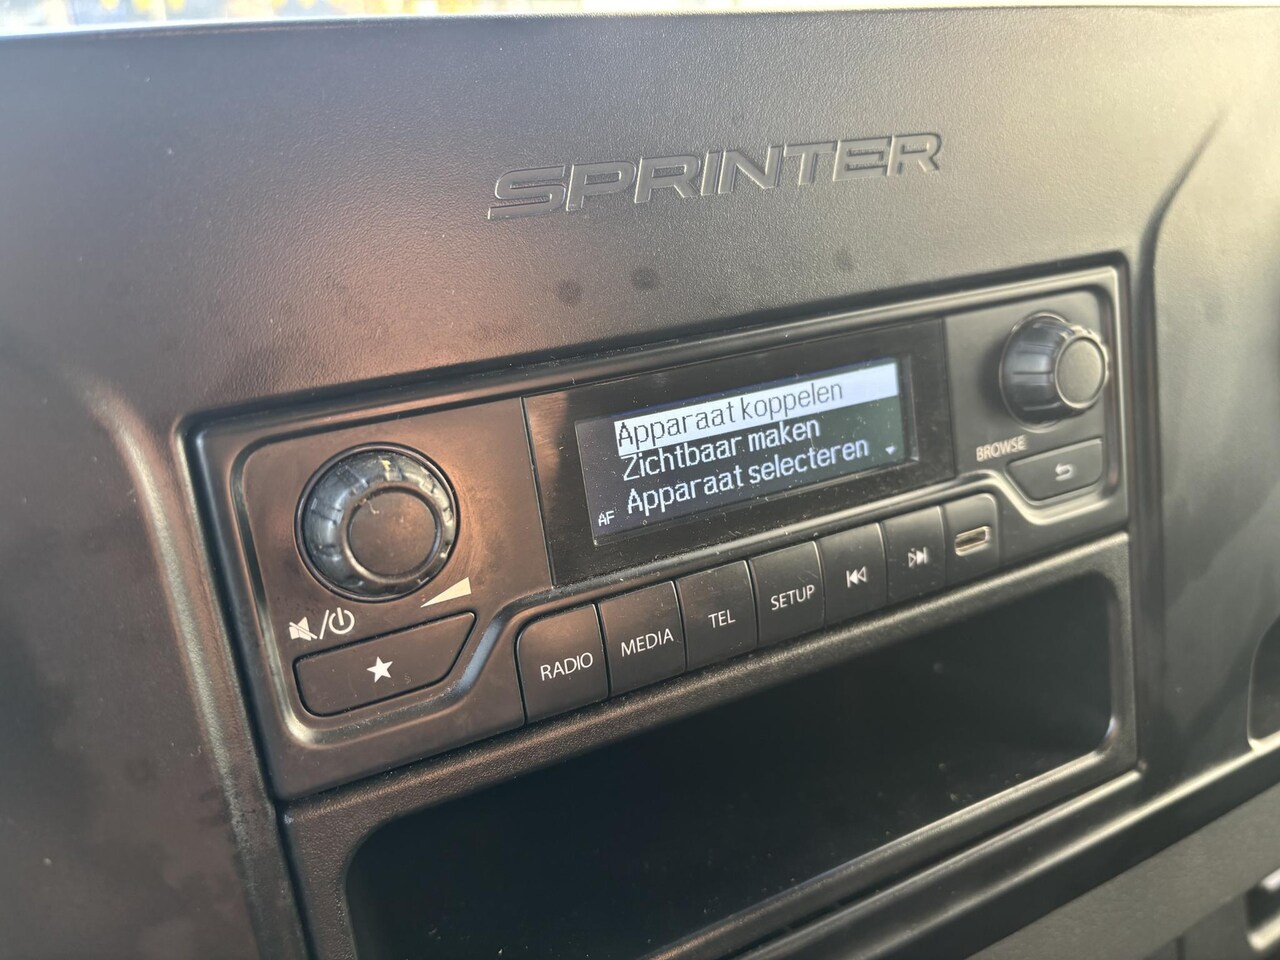 SPRINTER
Apparaat koppelen
Zichtbaar maken
Apparaat selecteren
AF
BROWSE
RADIO
MEDIA
TEL
SETUP